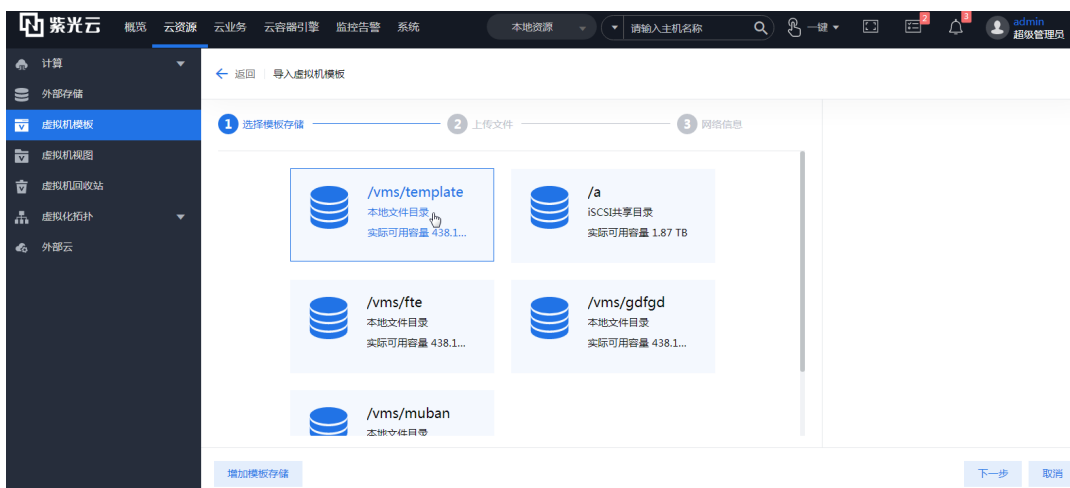 紫光云 概览 云资源 云业务 云容器引擎 监控告警 系统 本地资源 请输入主机名称 一键 2 3 admin
超级管理员
计算
外部存储
虚拟机模板
虚拟机视图
虚拟机回收站
虚拟化拓扑
外部云
返回 导入虚拟机模板
1 选择模板存储 2 上传文件 3 网络信息
/vms/template
本地文件目录
实际可用容量 438.1...
/a
iSCSI共享目录
实际可用容量 1.87 TB
/vms/fte
本地文件目录
实际可用容量 438.1...
/vms/gdfgd
本地文件目录
实际可用容量 438.1...
/vms/muban
本地文件目录
增加模板存储 下一步 取消